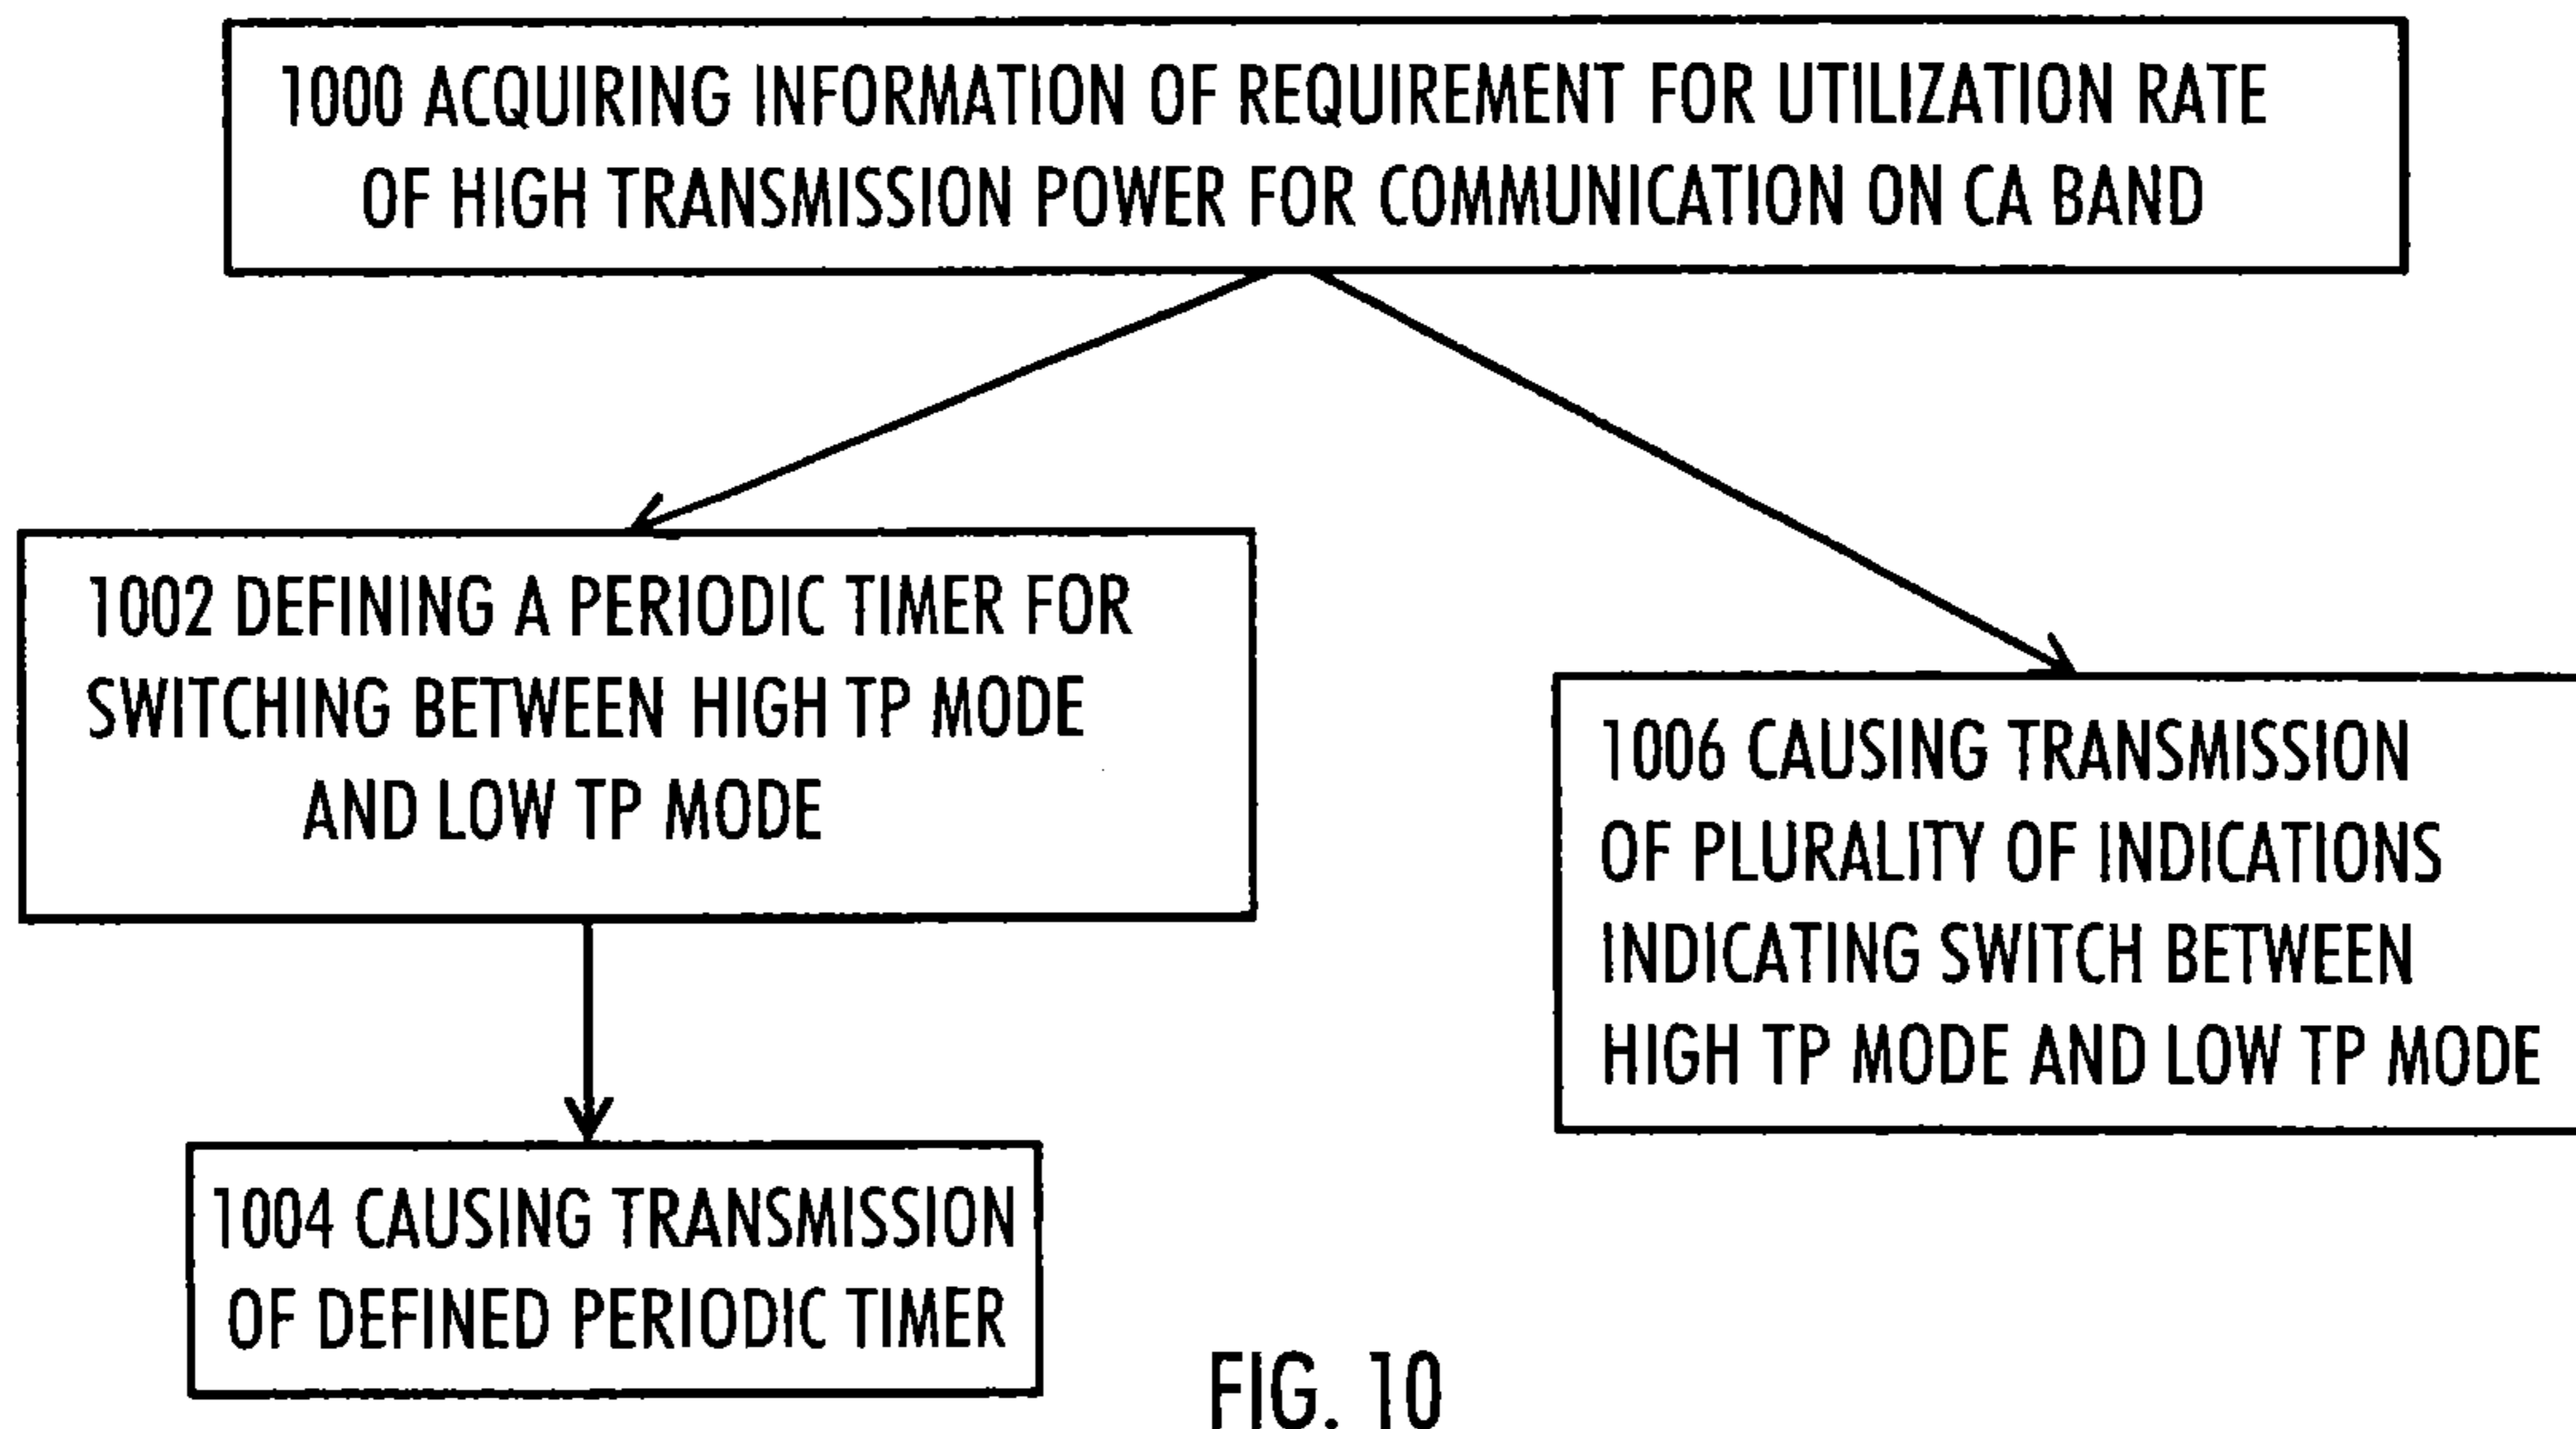 1000 ACQUIRING INFORMATION OF REQUIREMENT FOR UTILIZATION RATE
OF HIGH TRANSMISSION POWER FOR COMMUNICATION ON CA BAND
1002 DEFINING A PERIODIC TIMER FOR
SWITCHING BETWEEN HIGH TP MODE
AND LOW TP MODE
1004 CAUSING TRANSMISSION
OF DEFINED PERIODIC TIMER
1006 CAUSING TRANSMISSION
OF PLURALITY OF INDICATIONS
INDICATING SWITCH BETWEEN
HIGH TP MODE AND LOW TP MODE
FIG. 10